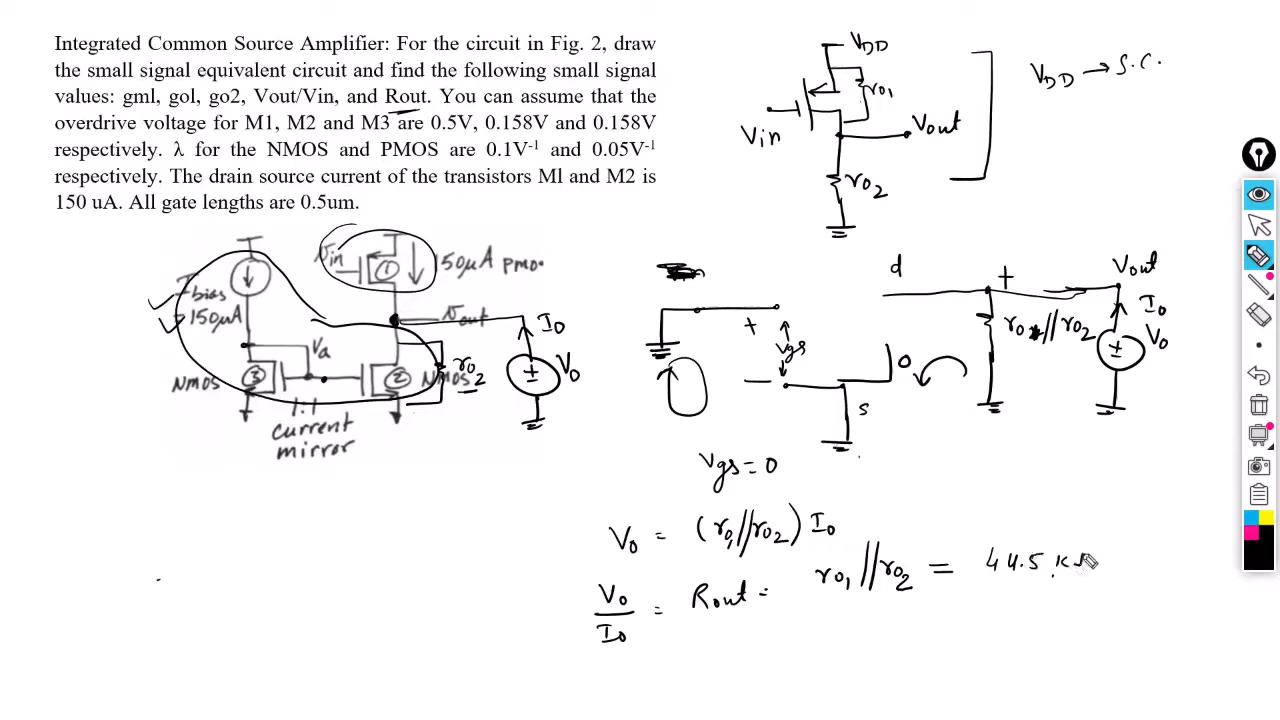 Integrated Common Source Amplifier: For the circuit in Fig. 2, draw
the small signal equivalent circuit and find the following small signal
values: gml, gol, go2, Vout/Vin, and Rout. You can assume that the
overdrive voltage for M1, M2 and M3 are 0.5V, 0.158V and 0.158V
respectively. λ for the NMOS and PMOS are 0.1V⁻¹ and 0.05V⁻¹
respectively. The drain source current of the transistors Ml and M2 is
150 uA. All gate lengths are 0.5um.
VDD
ro1
Vin
Vout
ro2
VDD → S.C.
Vin
1
150μA PMOS
Ibias
150μA
Vout
Va
NMOS
3
2
NMOS
ro2
1:1
current
mirror
Io
Vo
+
Vgs
-
d
s
0
+
ro1//ro2
Vout
Io
Vo
Vgs = 0
Vo = (ro1//ro2) Io
Vo/Io = Rout = ro1//ro2 = 44.5 K